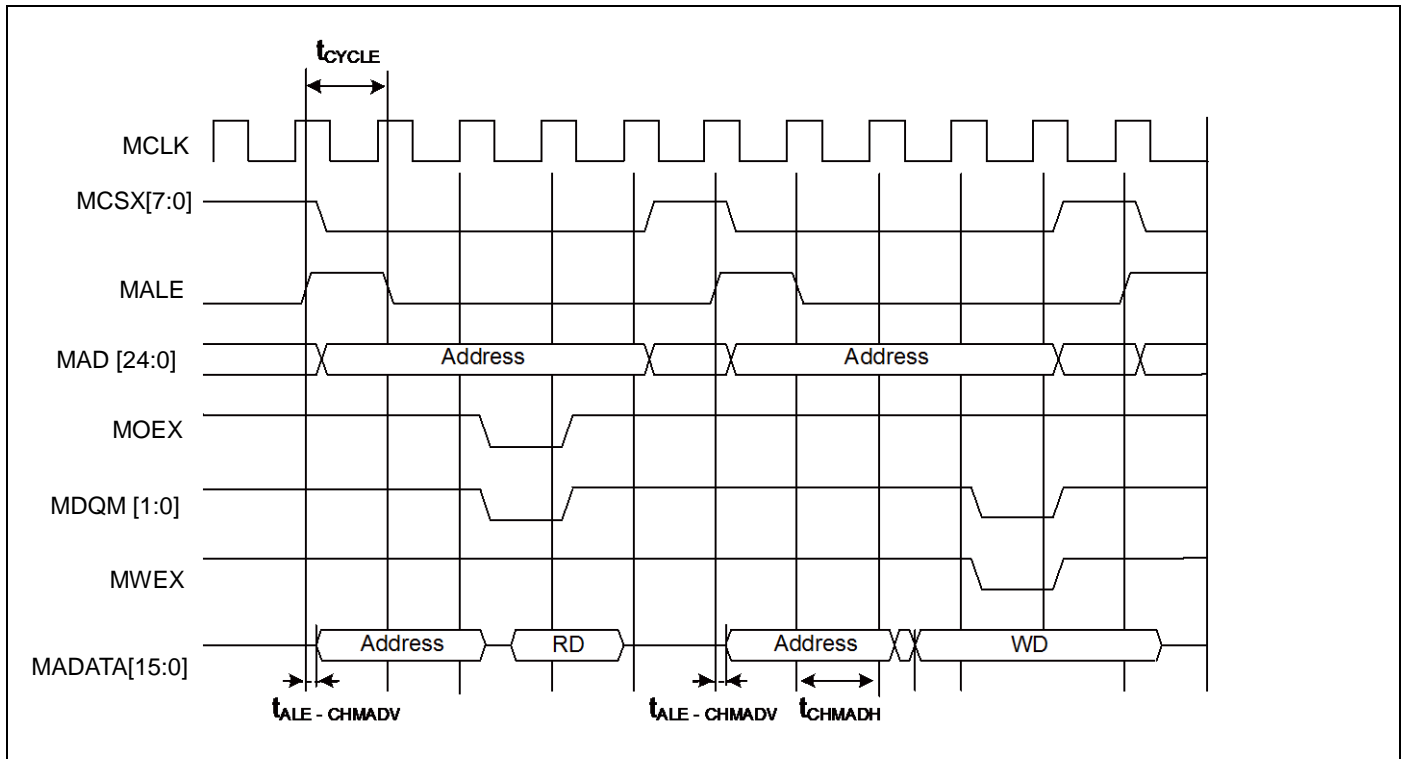 tCYCLE
MCLK
MCSX[7:0]
MALE
MAD [24:0]
Address
Address
MOEX
MDQM [1:0]
MWEX
MADATA[15:0]
Address
RD
Address
WD
tALE - CHMADV
tALE - CHMADV
tCHMADH